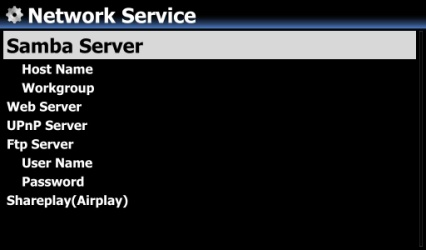 Network Service
Samba Server
Host Name
Workgroup
Web Server
UPnP Server
Ftp Server
User Name
Password
Shareplay(Airplay)